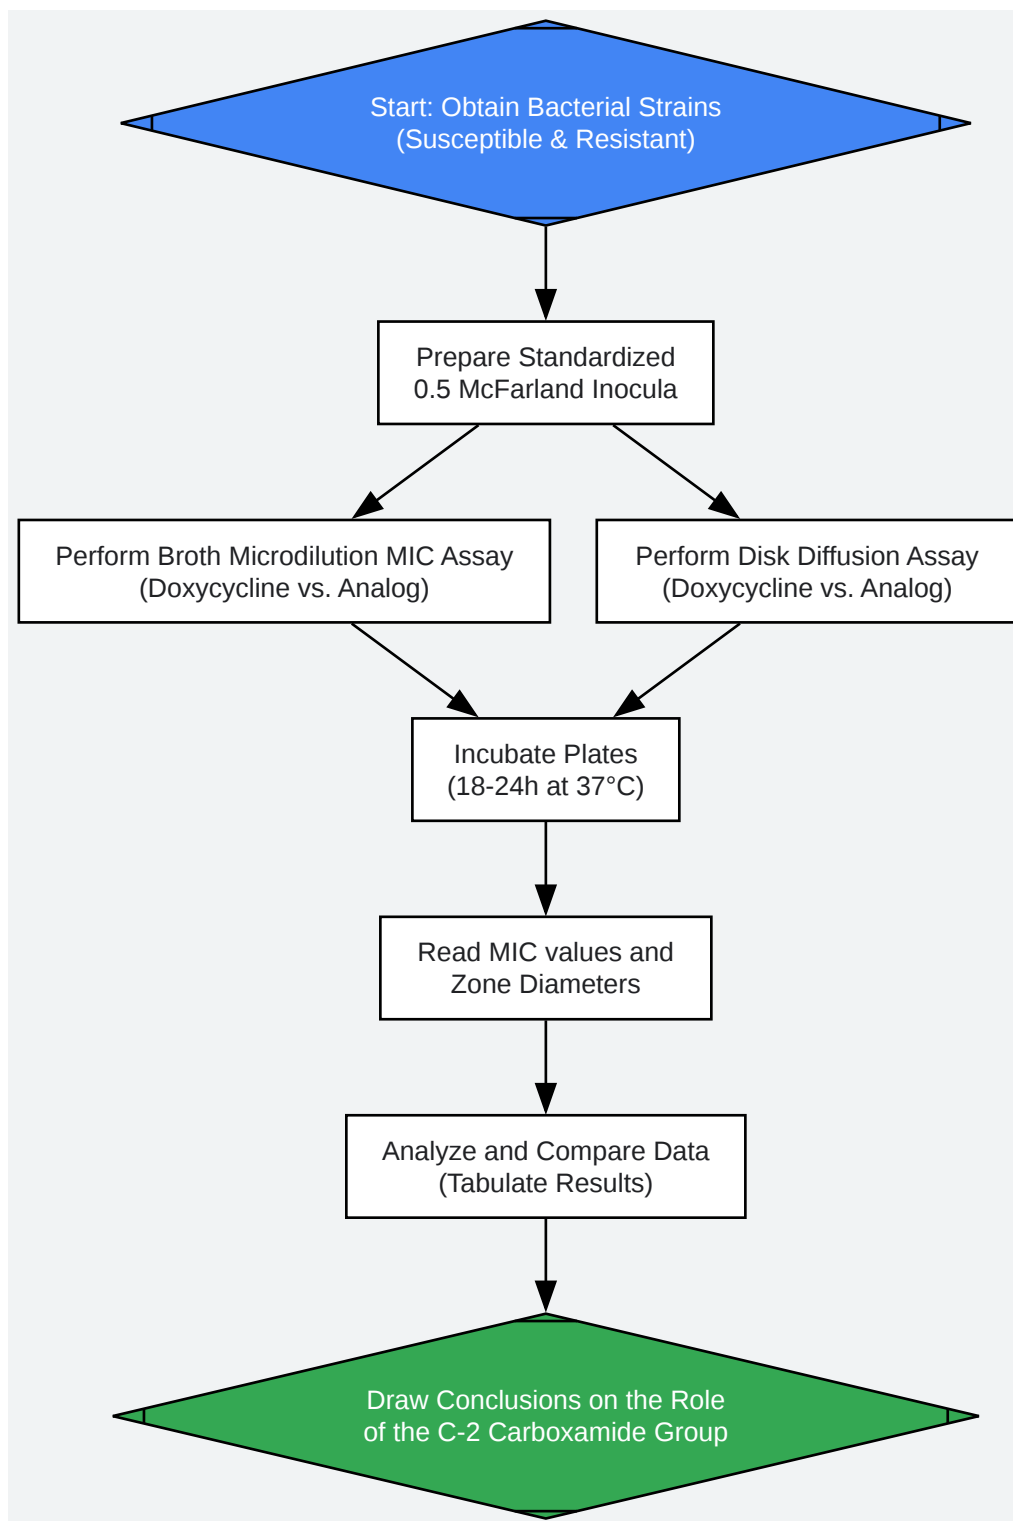 Start: Obtain Bacterial Strains
(Susceptible & Resistant)
Prepare Standardized
0.5 McFarland Inocula
Perform Broth Microdilution MIC Assay
(Doxycycline vs. Analog)
Perform Disk Diffusion Assay
(Doxycycline vs. Analog)
Incubate Plates
(18-24h at 37°C)
Read MIC values and
Zone Diameters
Analyze and Compare Data
(Tabulate Results)
Draw Conclusions on the Role
of the C-2 Carboxamide Group